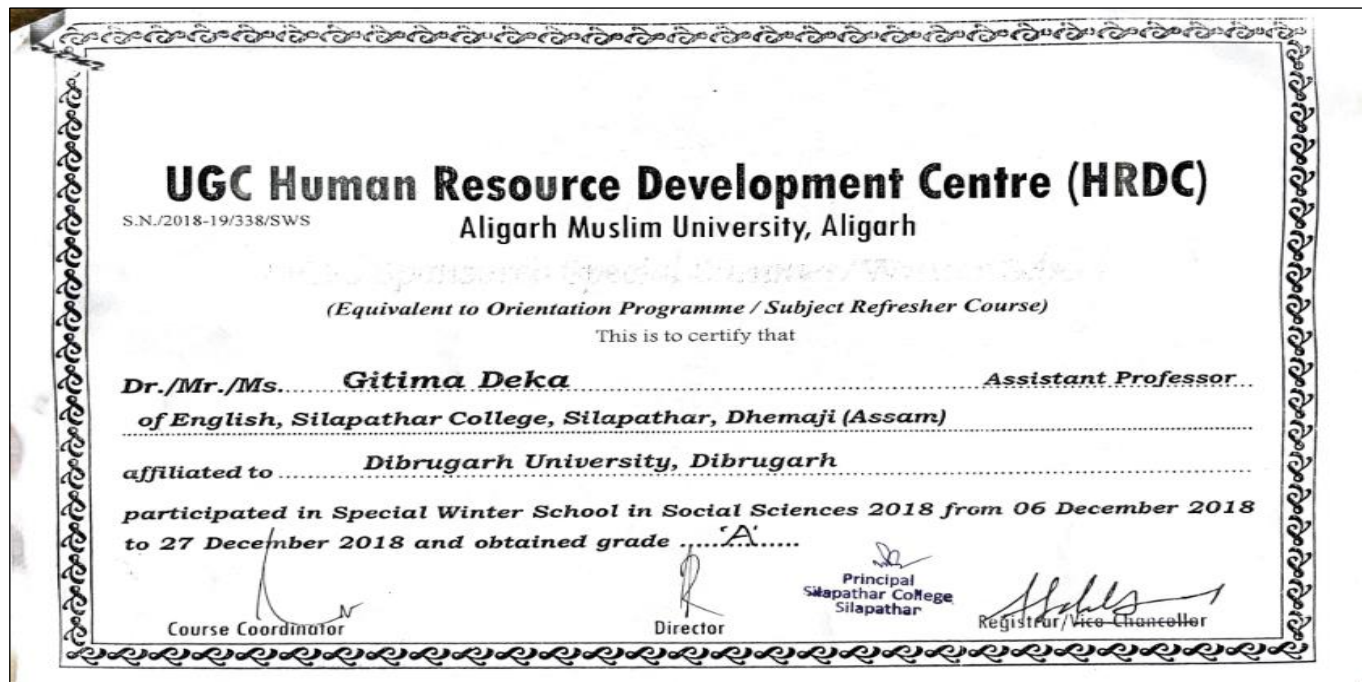 UGC Human Resource Development Centre (HRDC)
S.N./2018-19/338/SWS
Aligarh Muslim University, Aligarh
(Equivalent to Orientation Programme / Subject Refresher Course)
This is to certify that
Dr./Mr./Ms. Gitima Deka Assistant Professor
of English, Silapathar College, Silapathar, Dhemaji (Assam)
affiliated to Dibrugarh University, Dibrugarh
participated in Special Winter School in Social Sciences 2018 from 06 December 2018
to 27 December 2018 and obtained grade 'A'
Principal
Silapathar College
Silapathar
Course Coordinator Director Registrar/Vice Chancellor